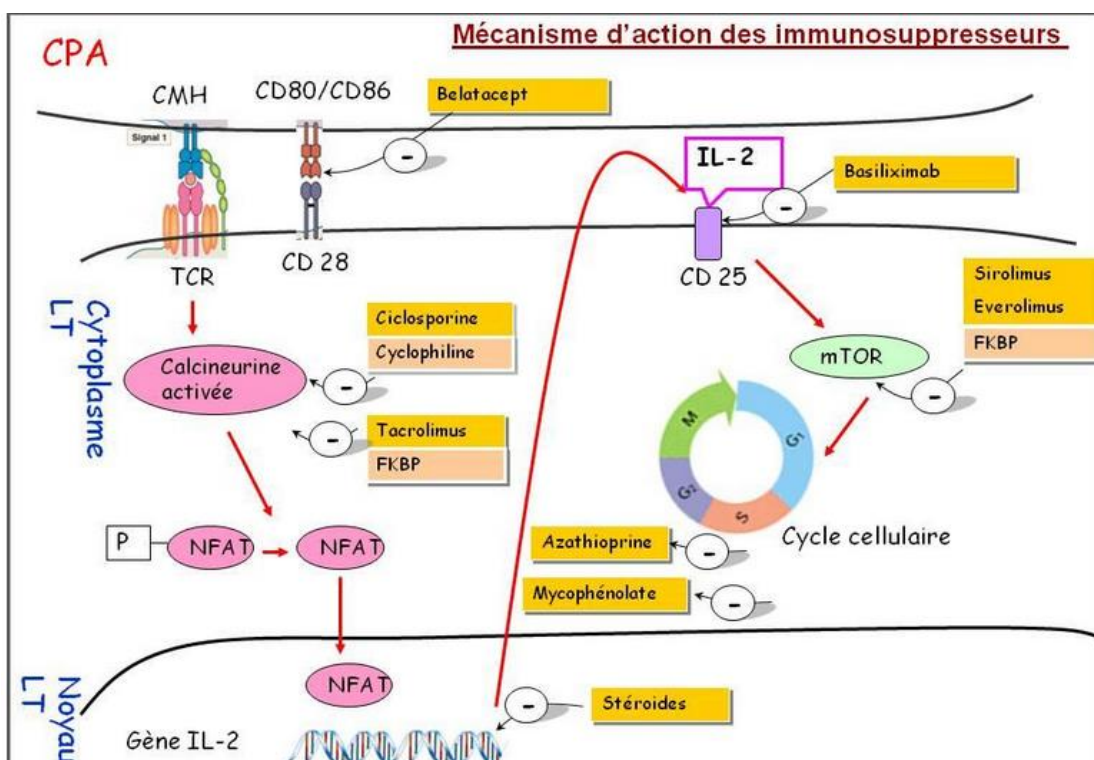 Mécanisme d'action des immunosuppresseurs
CPA
CMH
CD80/CD86
Belatacept
Signal 1
-
IL-2
Basiliximab
-
-
TCR
CD 28
CD 25
Cytoplasme
LT
Sirolimus
Everolimus
FKBP
Ciclosporine
Cyclophiline
Calcineurine
activée
-
mTOR
-
Tacrolimus
FKBP
-
M
G1
G2
S
Cycle cellulaire
P
NFAT
NFAT
Azathioprine
-
Mycophénolate
-
Noyau
LT
NFAT
Stéroides
-
Gène IL-2